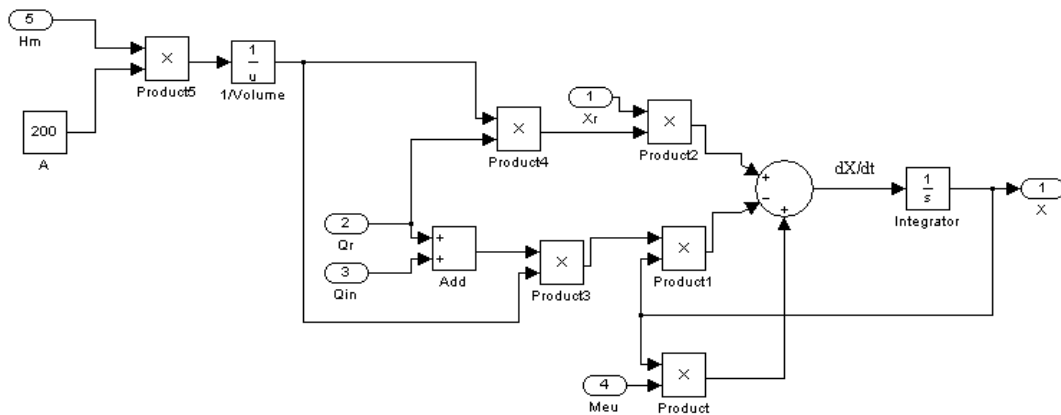 5
Hm
×
Product5
1
u
1/Volume
200
A
×
Product4
1
Xr
×
Product2
2
Qr
3
Qin
+
+
Add
×
Product3
×
Product1
+
−
+
dX/dt
1
s
Integrator
1
X
4
Meu
×
Product